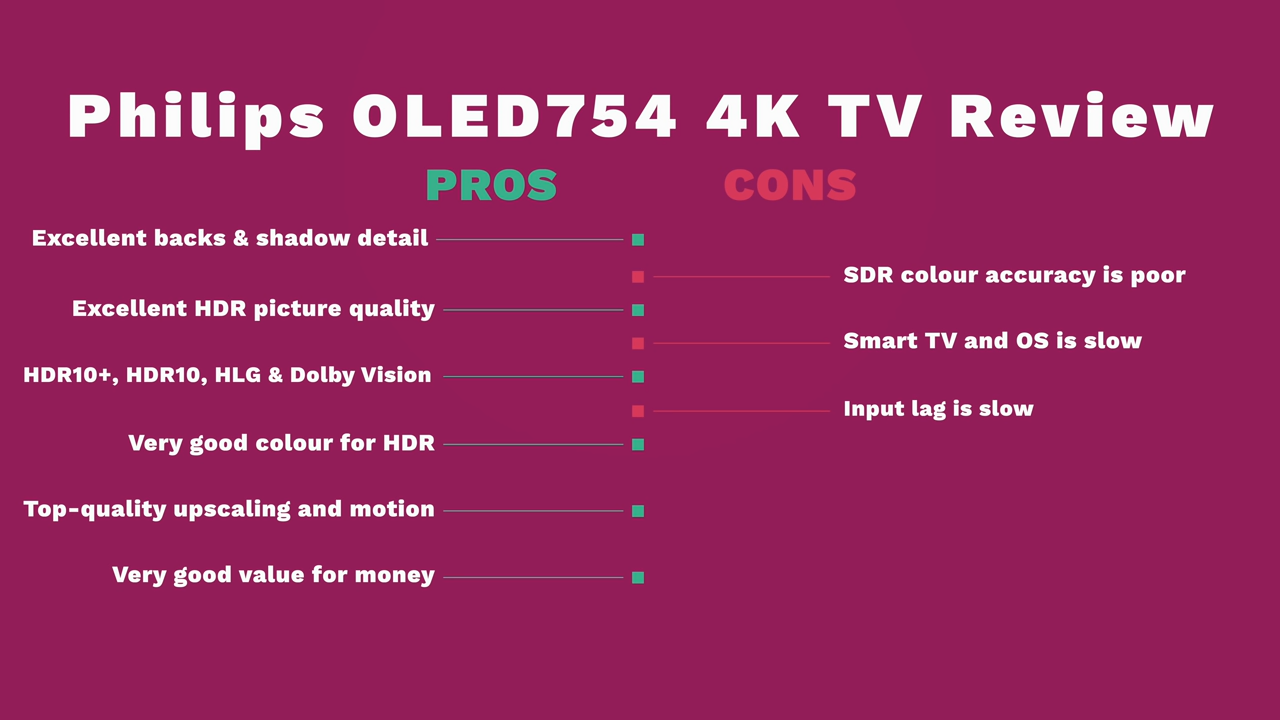 Philips OLED754 4K TV Review
PROS
CONS
Excellent backs & shadow detail
SDR colour accuracy is poor
Excellent HDR picture quality
Smart TV and OS is slow
HDR10+, HDR10, HLG & Dolby Vision
Input lag is slow
Very good colour for HDR
Top-quality upscaling and motion
Very good value for money